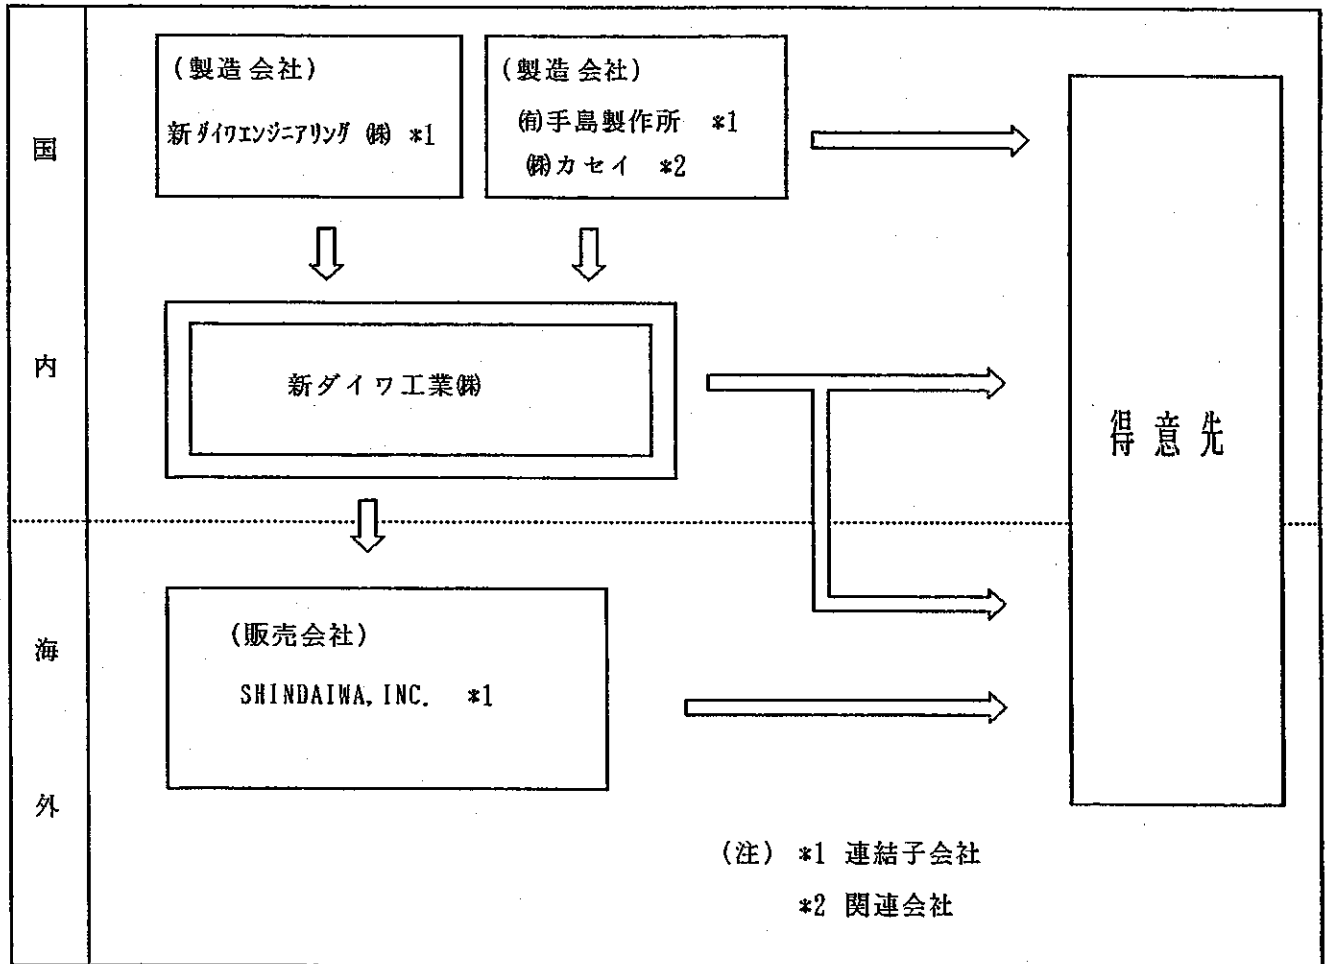 国内
(製造会社)
新ダイワエンジニアリング ㈱ *1
(製造会社)
㈲手島製作所 *1
㈱カセイ *2
新ダイワ工業㈱
得意先
海外
(販売会社)
SHINDAIWA, INC. *1
(注) *1 連結子会社
*2 関連会社